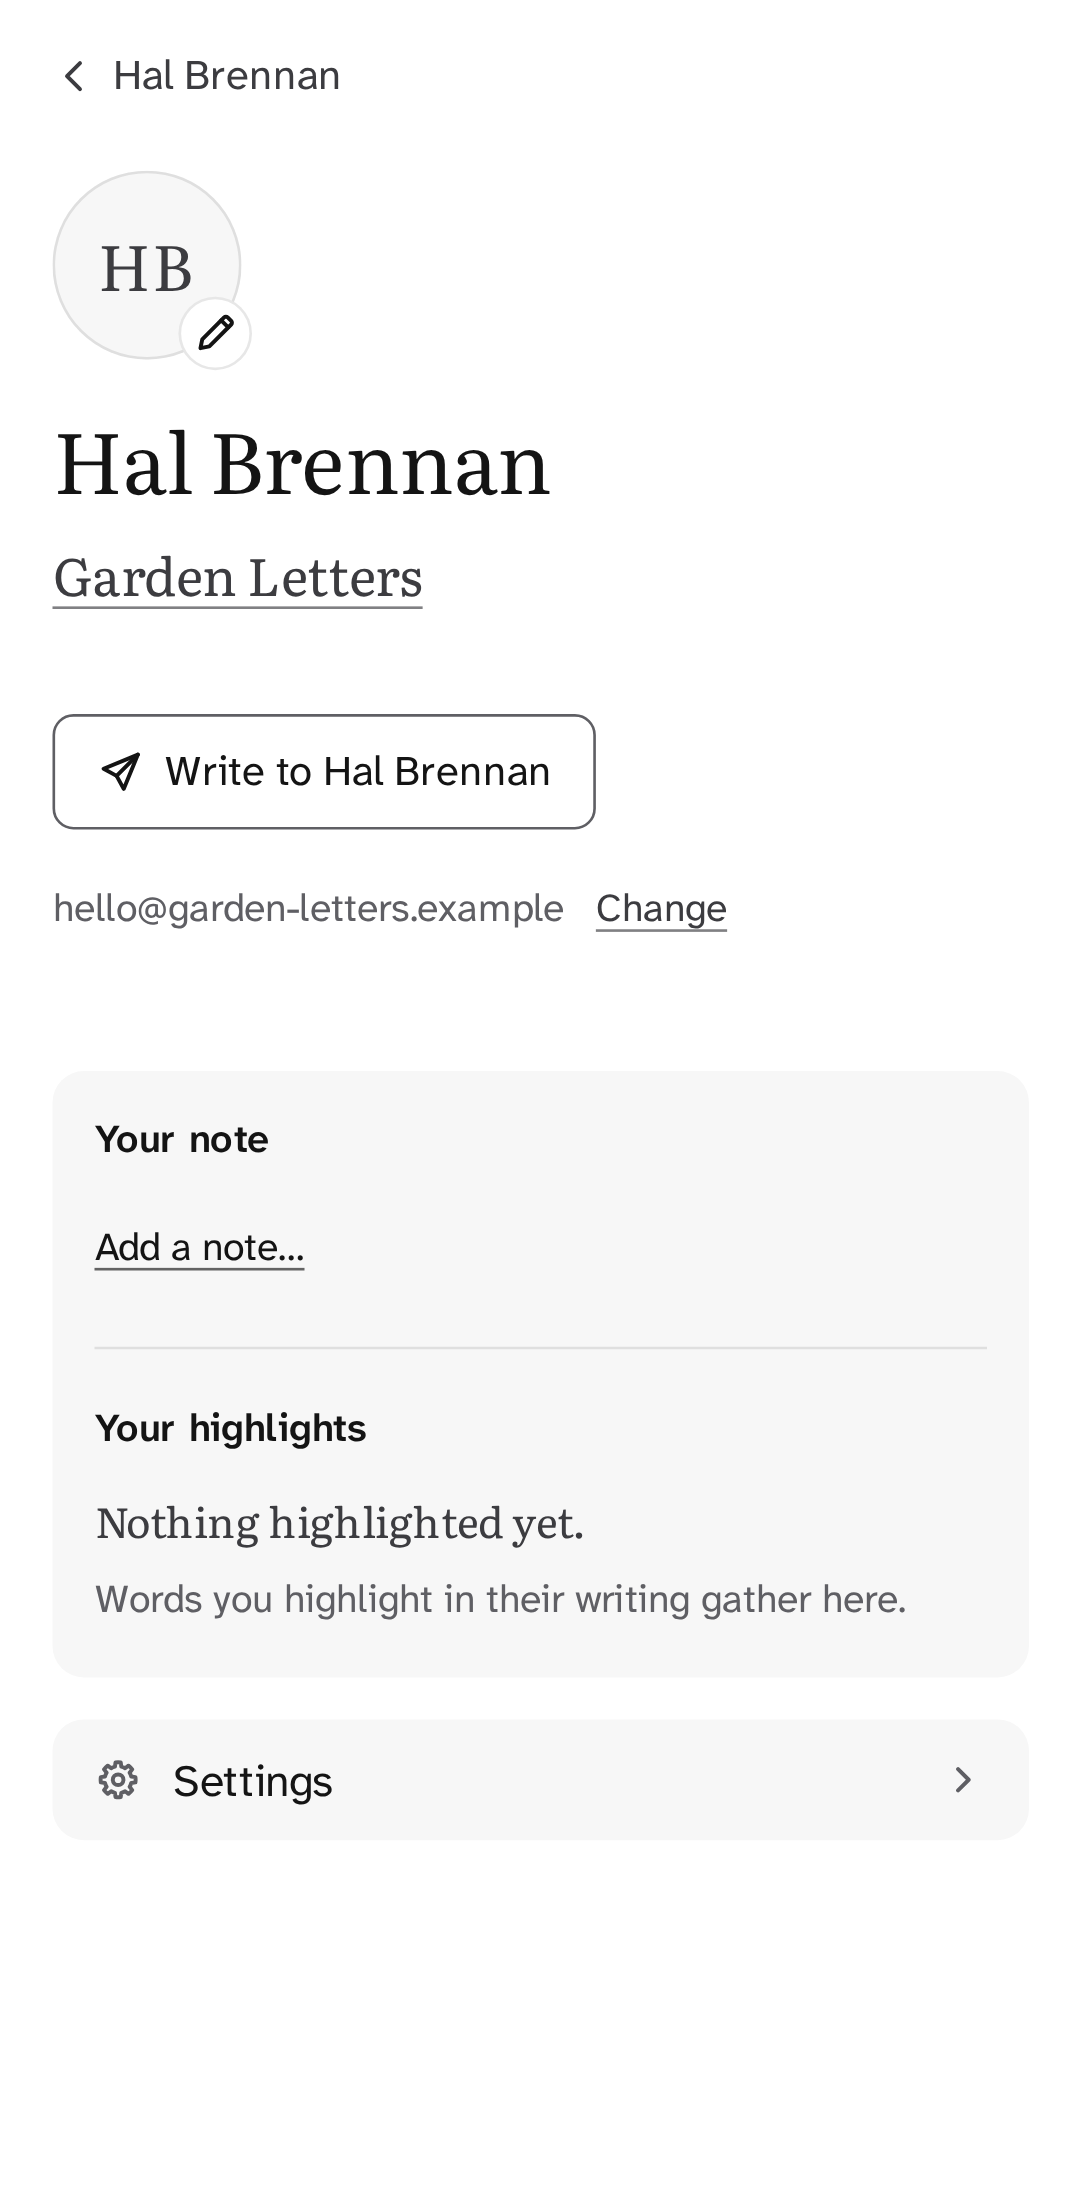 Hal Brennan
HB
Hal Brennan
Garden Letters
Write to Hal Brennan
hello@garden-letters.example Change
Your note
Add a note...
Your highlights
Nothing highlighted yet.
Words you highlight in their writing gather here.
Settings